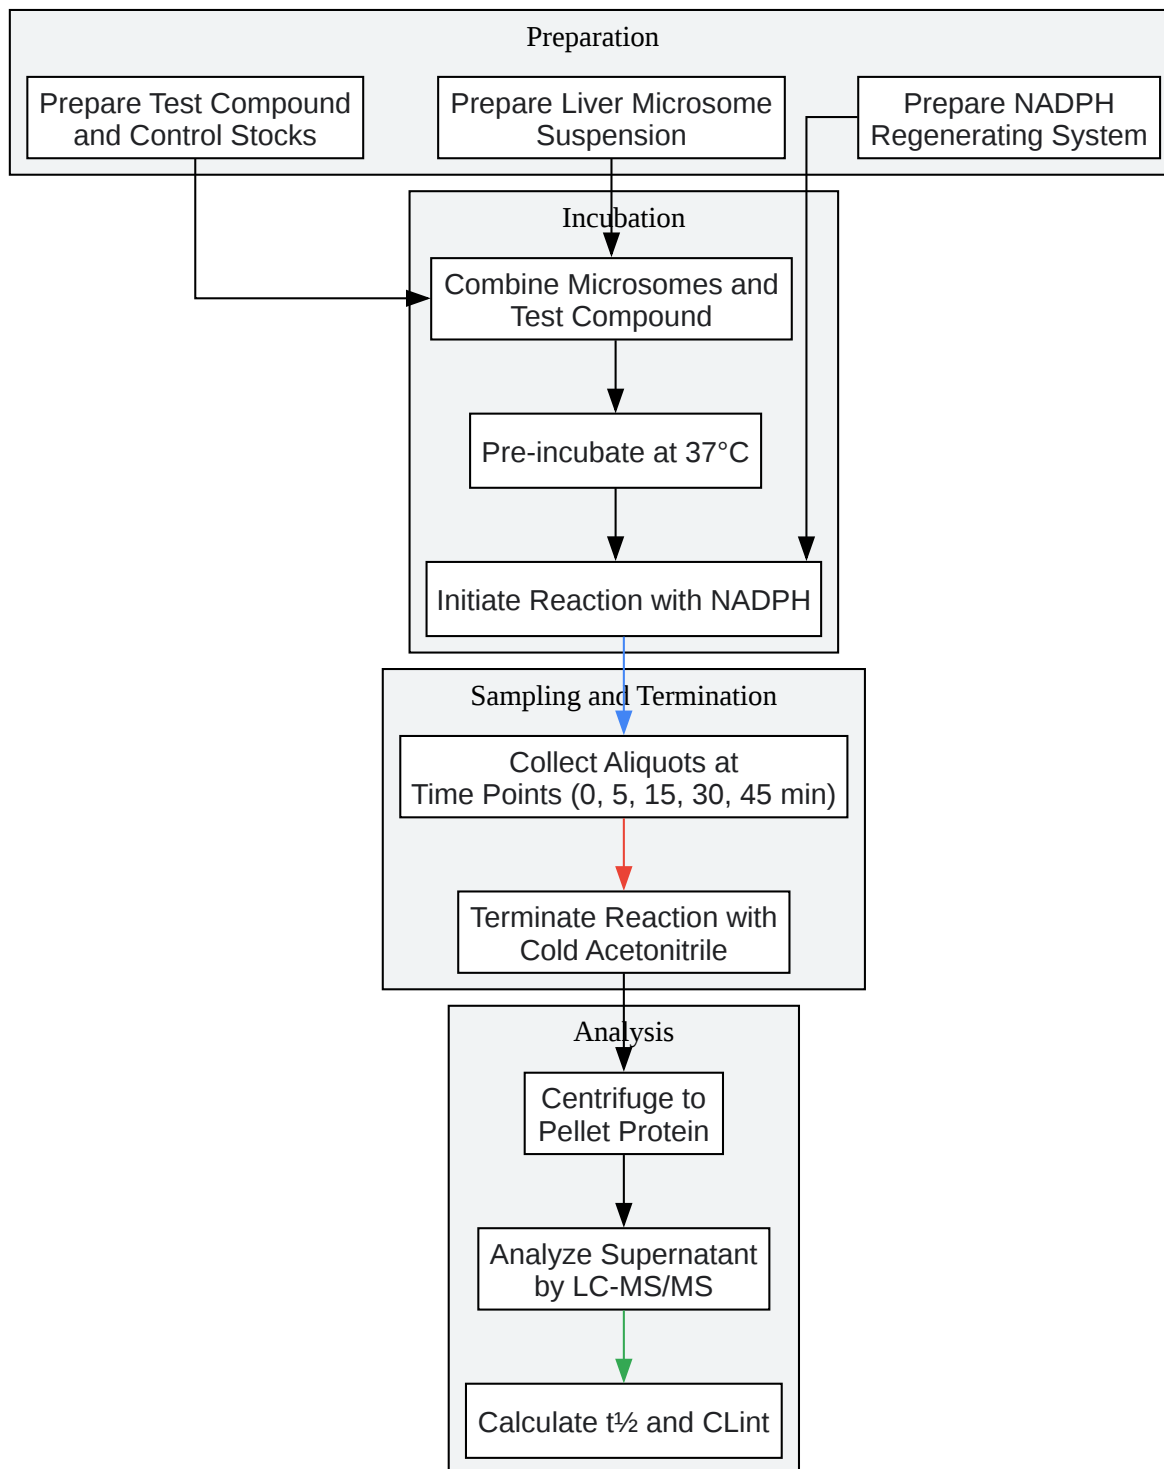 Preparation
Prepare Test Compound
and Control Stocks
Prepare Liver Microsome
Suspension
Prepare NADPH
Regenerating System
Incubation
Combine Microsomes and
Test Compound
Pre-incubate at 37°C
Initiate Reaction with NADPH
Sampling and Termination
Collect Aliquots at
Time Points (0, 5, 15, 30, 45 min)
Terminate Reaction with
Cold Acetonitrile
Analysis
Centrifuge to
Pellet Protein
Analyze Supernatant
by LC-MS/MS
Calculate t½ and CLint